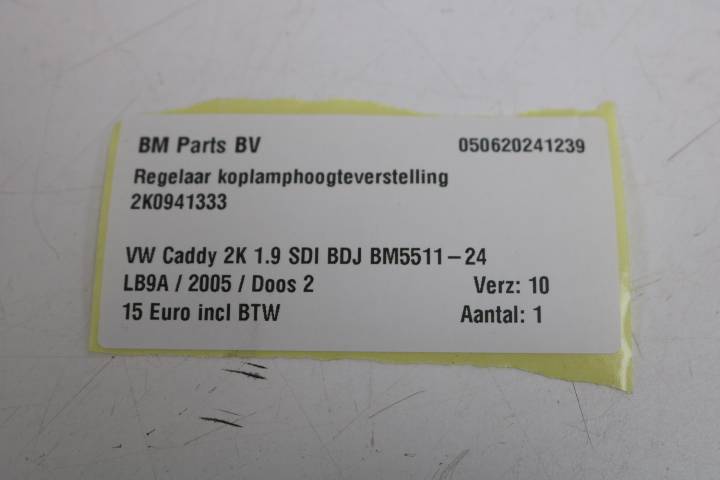 BM Parts BV 050620241239
Regelaar koplamphoogteverstelling
2K0941333
VW Caddy 2K 1.9 SDI BDJ BM5511-24
LB9A / 2005 / Doos 2 Verz: 10
15 Euro incl BTW Aantal: 1